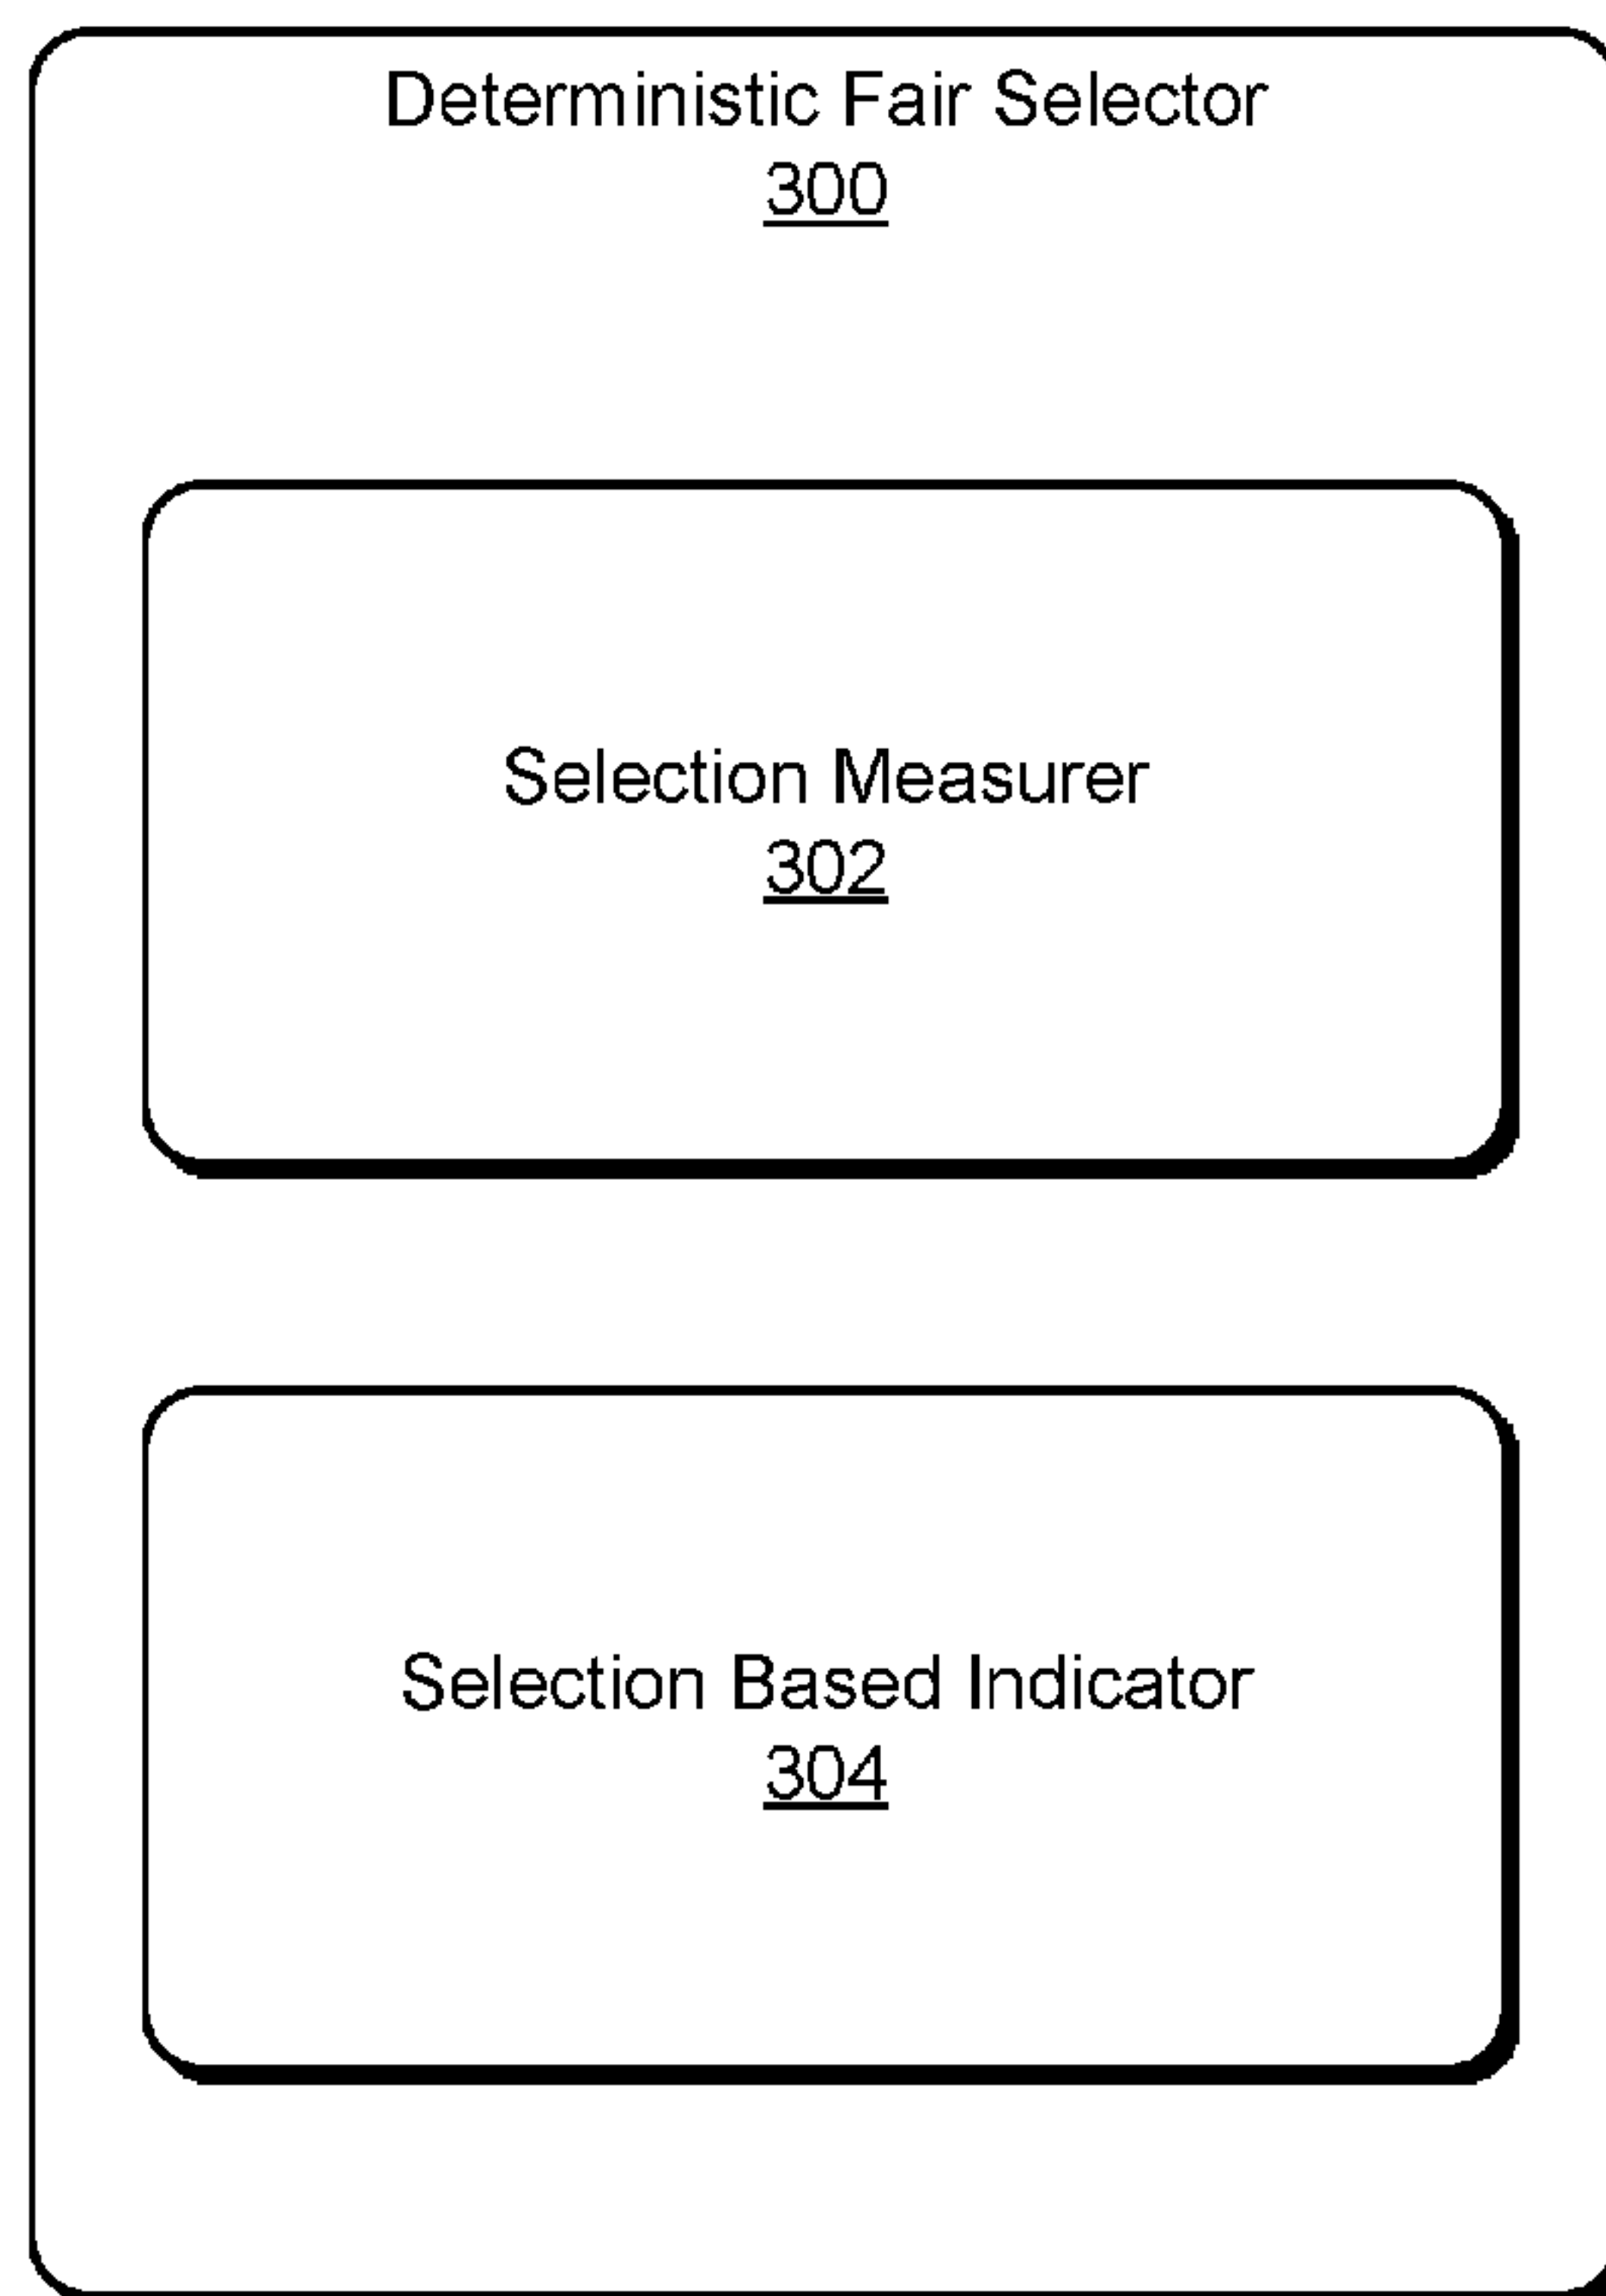 Deterministic Fair Selector
300
Selection Measurer
302
Selection Based Indicator
304